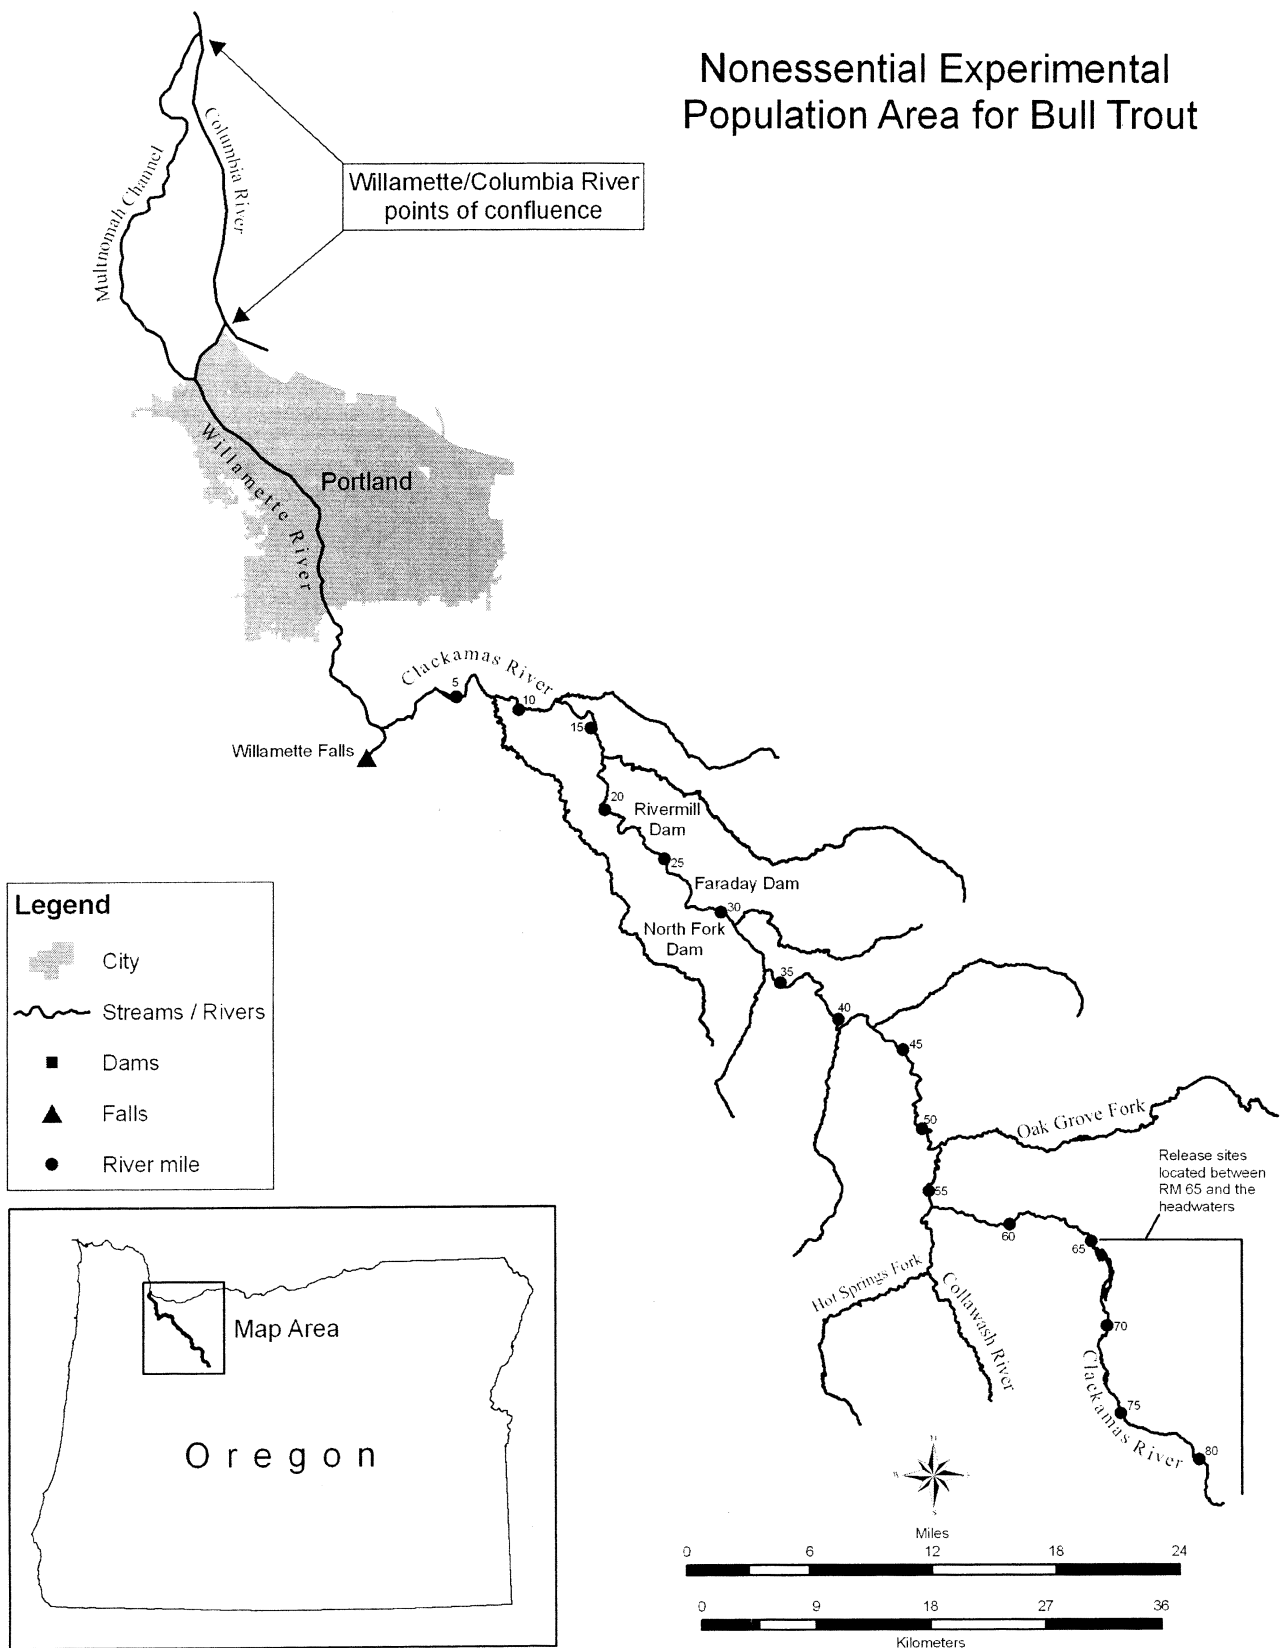 Nonessential Experimental
Population Area for Bull Trout
Columbia River
Multnomah Channel
Willamette/Columbia River
points of confluence
Willamette River
Portland
Clackamas River
5
10
15
Willamette Falls
20
Rivermill
Dam
25
Faraday Dam
30
North Fork
Dam
35
40
45
50
Oak Grove Fork
Release sites
located between
RM 65 and the
headwaters
55
60
65
Hot Springs Fork
Collawash River
70
Clackamas River
75
80
Legend
City
Streams / Rivers
Dams
Falls
River mile
Map Area
Oregon
N
S
Miles
0 6 12 18 24
0 9 18 27 36
Kilometers